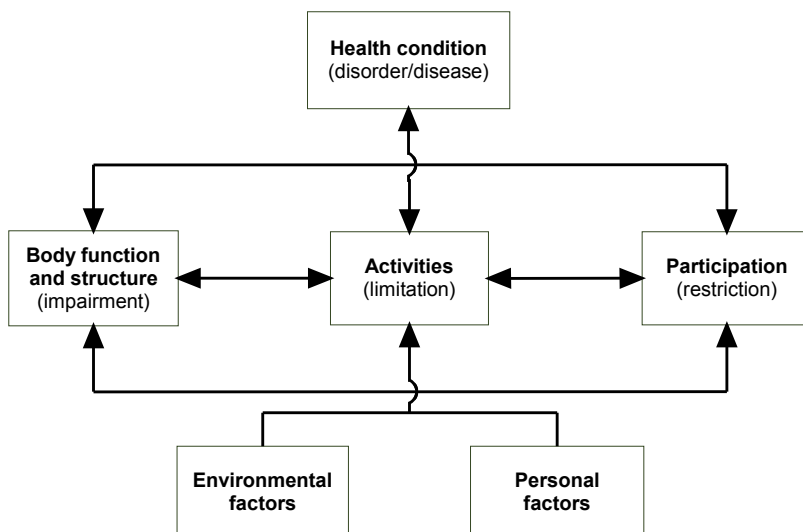 Health condition
(disorder/disease)
Body function
and structure
(impairment)
Activities
(limitation)
Participation
(restriction)
Environmental
factors
Personal
factors